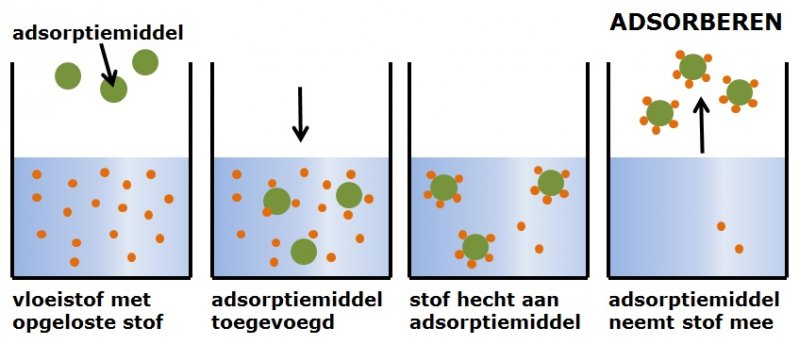 ADSORBEREN
adsorptiemiddel
vloeistof met
opgeloste stof
adsorptiemiddel
toegevoegd
stof hecht aan
adsorptiemiddel
adsorptiemiddel
neemt stof mee